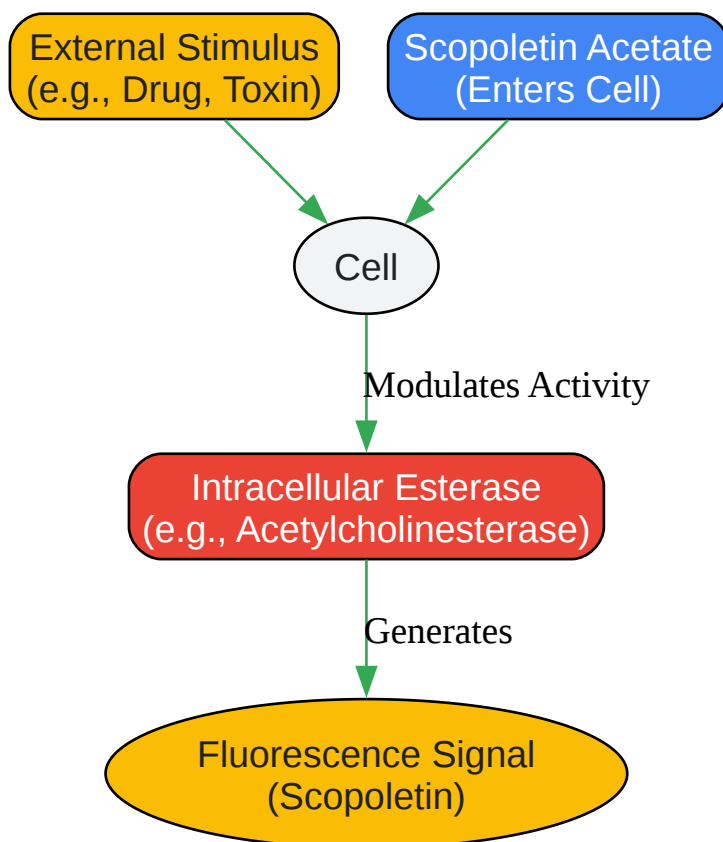 External Stimulus
(e.g., Drug, Toxin)
Scopoletin Acetate
(Enters Cell)
Cell
Modulates Activity
Intracellular Esterase
(e.g., Acetylcholinesterase)
Generates
Fluorescence Signal
(Scopoletin)